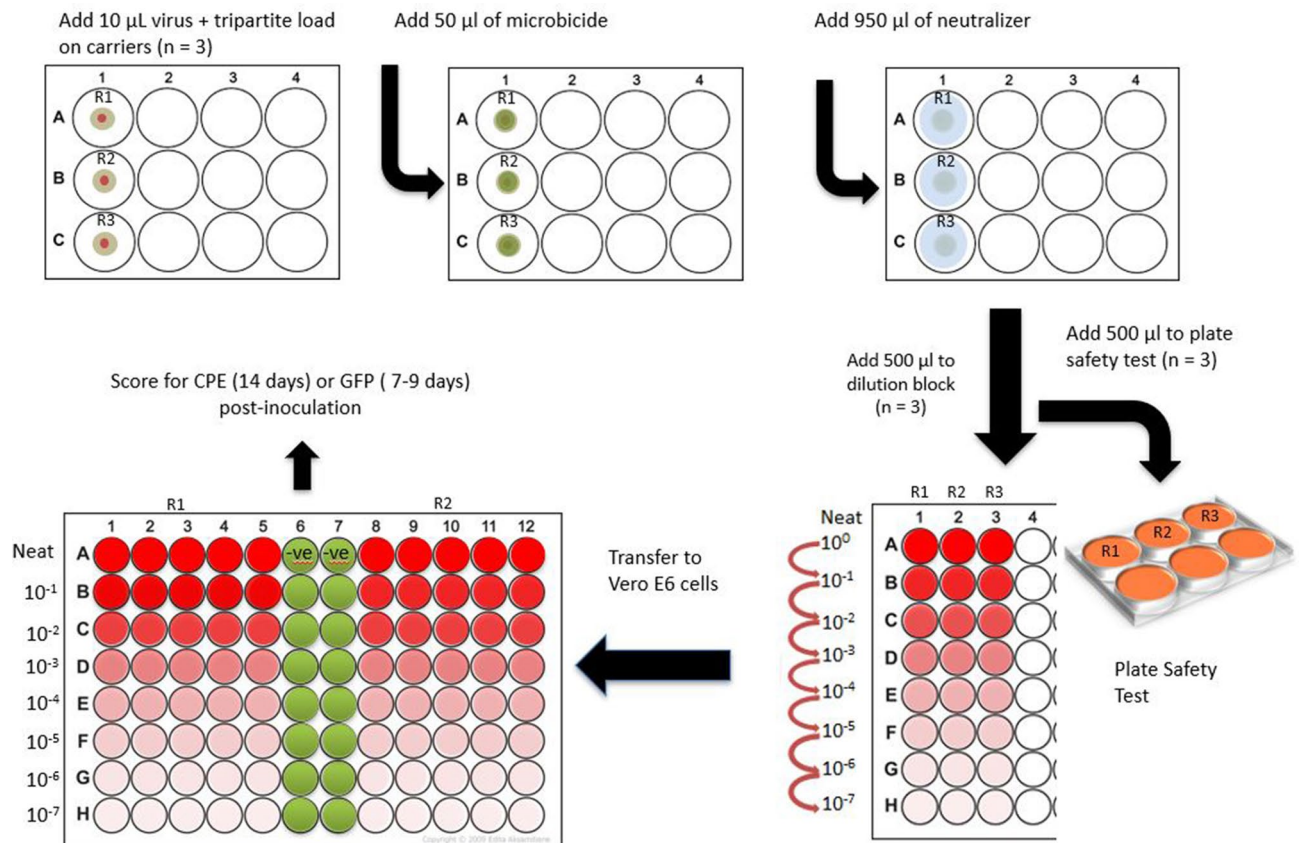 Add 10 µL virus + tripartite load
on carriers (n = 3)
Add 50 µl of microbicide
Add 950 µl of neutralizer
1 2 3 4
A R1
B R2
C R3
1 2 3 4
A R1
B R2
C R3
1 2 3 4
A R1
B R2
C R3
Add 500 µl to
dilution block
(n = 3)
Add 500 µl to plate
safety test (n = 3)
Score for CPE (14 days) or GFP ( 7-9 days)
post-inoculation
R1 R2
1 2 3 4 5 6 7 8 9 10 11 12
Neat A -ve -ve
10⁻¹ B
10⁻² C
10⁻³ D
10⁻⁴ E
10⁻⁵ F
10⁻⁶ G
10⁻⁷ H
Transfer to
Vero E6 cells
R1 R2 R3
1 2 3 4
Neat
10⁰ A
10⁻¹ B
10⁻² C
10⁻³ D
10⁻⁴ E
10⁻⁵ F
10⁻⁶ G
10⁻⁷ H
R1 R2 R3
Plate Safety
Test
Copyright © 2009 Edita